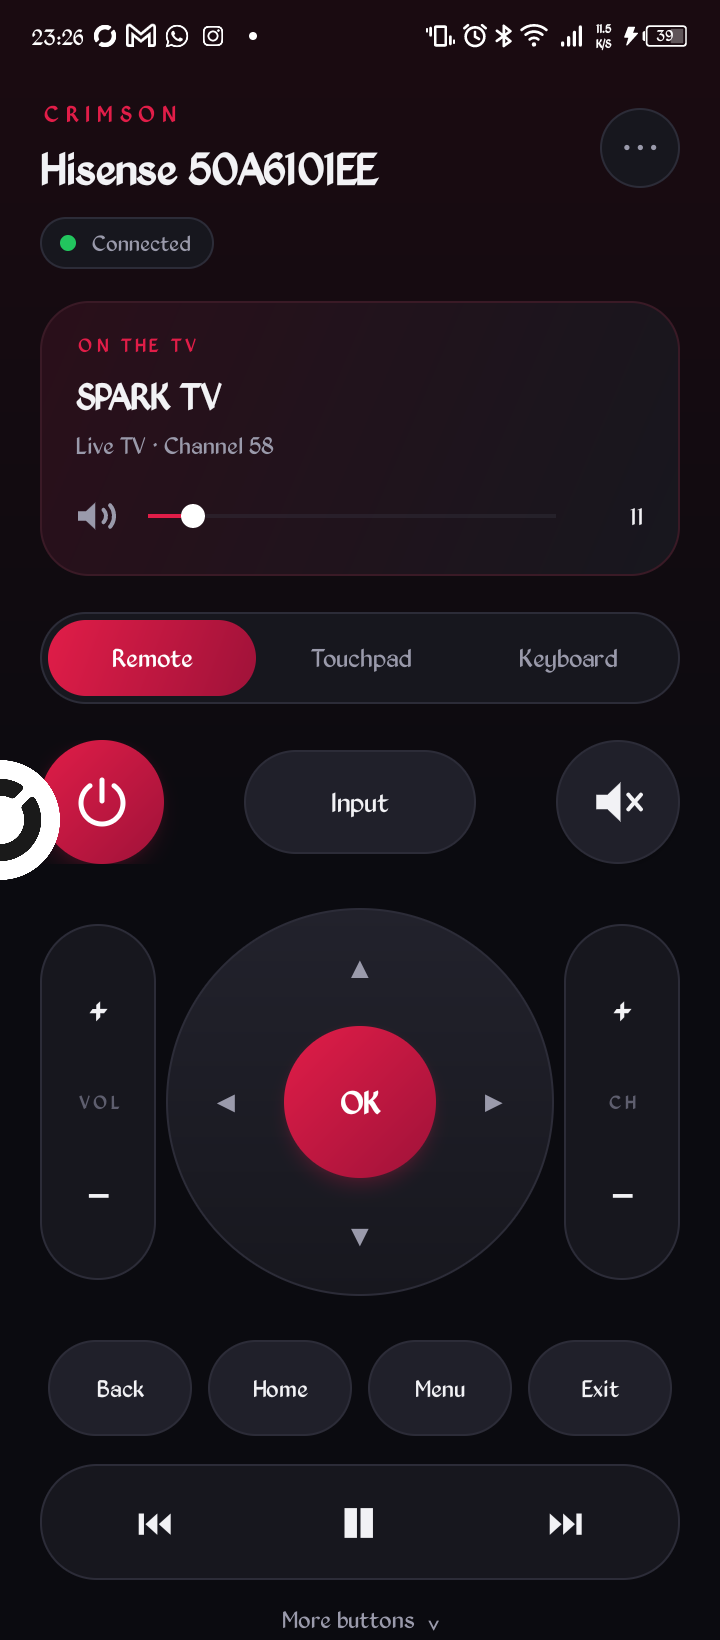 23:26
11.5
K/S
39
CRIMSON
Hisense 50A6101EE
Connected
ON THE TV
SPARK TV
Live TV · Channel 58
11
Remote Touchpad Keyboard
Input
+ +
VOL OK CH
− −
Back Home Menu Exit
More buttons v